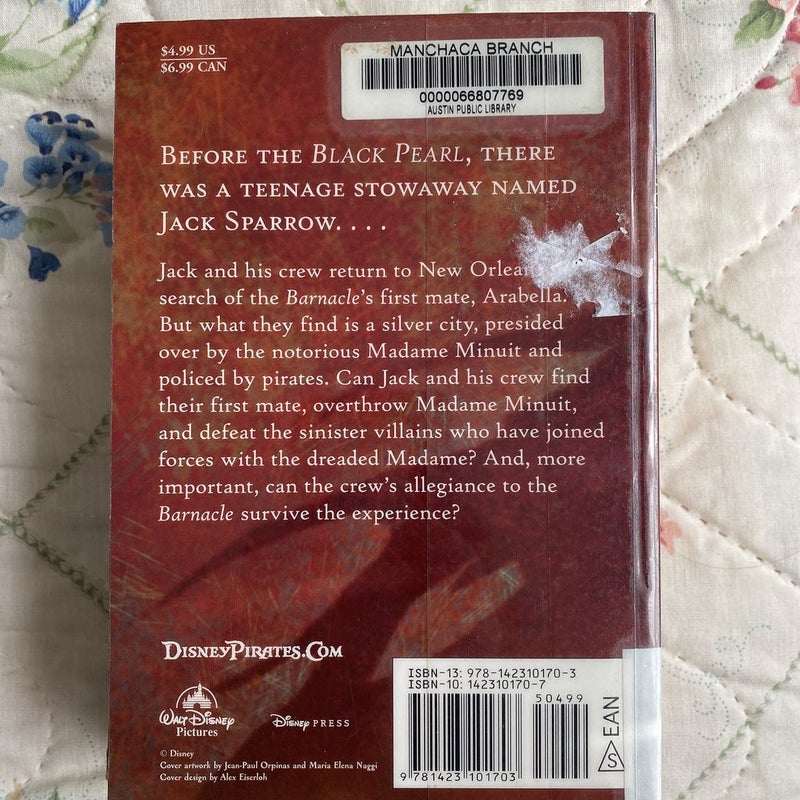 $4.99 US
$6.99 CAN
MANCHACA BRANCH
0000066807769
AUSTIN PUBLIC LIBRARY
BEFORE THE BLACK PEARL, THERE
WAS A TEENAGE STOWAWAY NAMED
JACK SPARROW. . . .
Jack and his crew return to New
search of the Barnacle's first mate, Arabella.
But what they find is a silver city, presided
over by the notorious Madame Minuit and
policed by pirates. Can Jack and his crew find
their first mate, overthrow Madame Minuit,
and defeat the sinister villains who have joined
forces with the dreaded Madame? And, more
important, can the crew's allegiance to the
Barnacle survive the experience?
DISNEYPIRATES.COM
WALT DISNEY
Pictures
Disney PRESS
© Disney
Cover artwork by Jean-Paul Orpinas and Maria Elena Naggi
Cover design by Alex Eiserloh
ISBN-13: 978-142310170-3
ISBN-10: 142310170-7
50499
9 781423 101703
S EAN